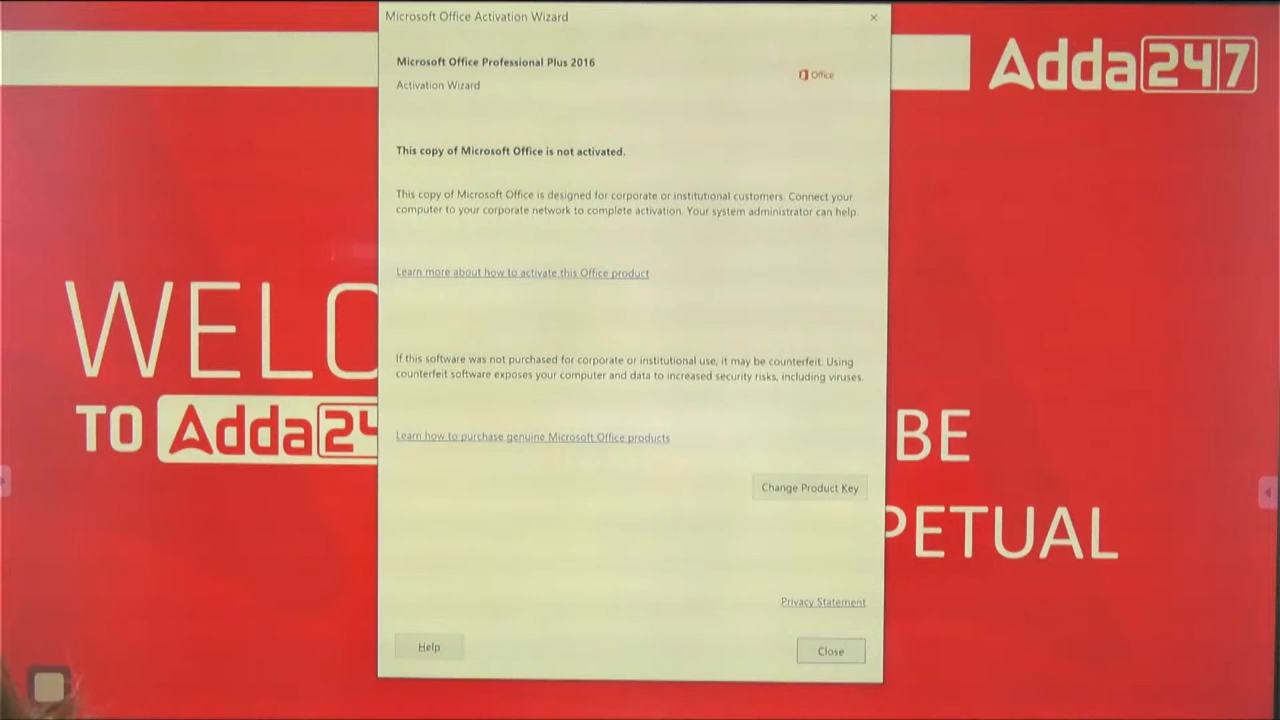 Microsoft Office Activation Wizard
Microsoft Office Professional Plus 2016
Office
Activation Wizard
Adda247
This copy of Microsoft Office is not activated.
This copy of Microsoft Office is designed for corporate or institutional customers. Connect your
computer to your corporate network to complete activation. Your system administrator can help.
Learn more about how to activate this Office product
WELC
If this software was not purchased for corporate or institutional use, it may be counterfeit. Using
counterfeit software exposes your computer and data to increased security risks, including viruses.
TO Adda24
BE
Learn how to purchase genuine Microsoft Office products
Change Product Key
PETUAL
Privacy Statement
Help
Close